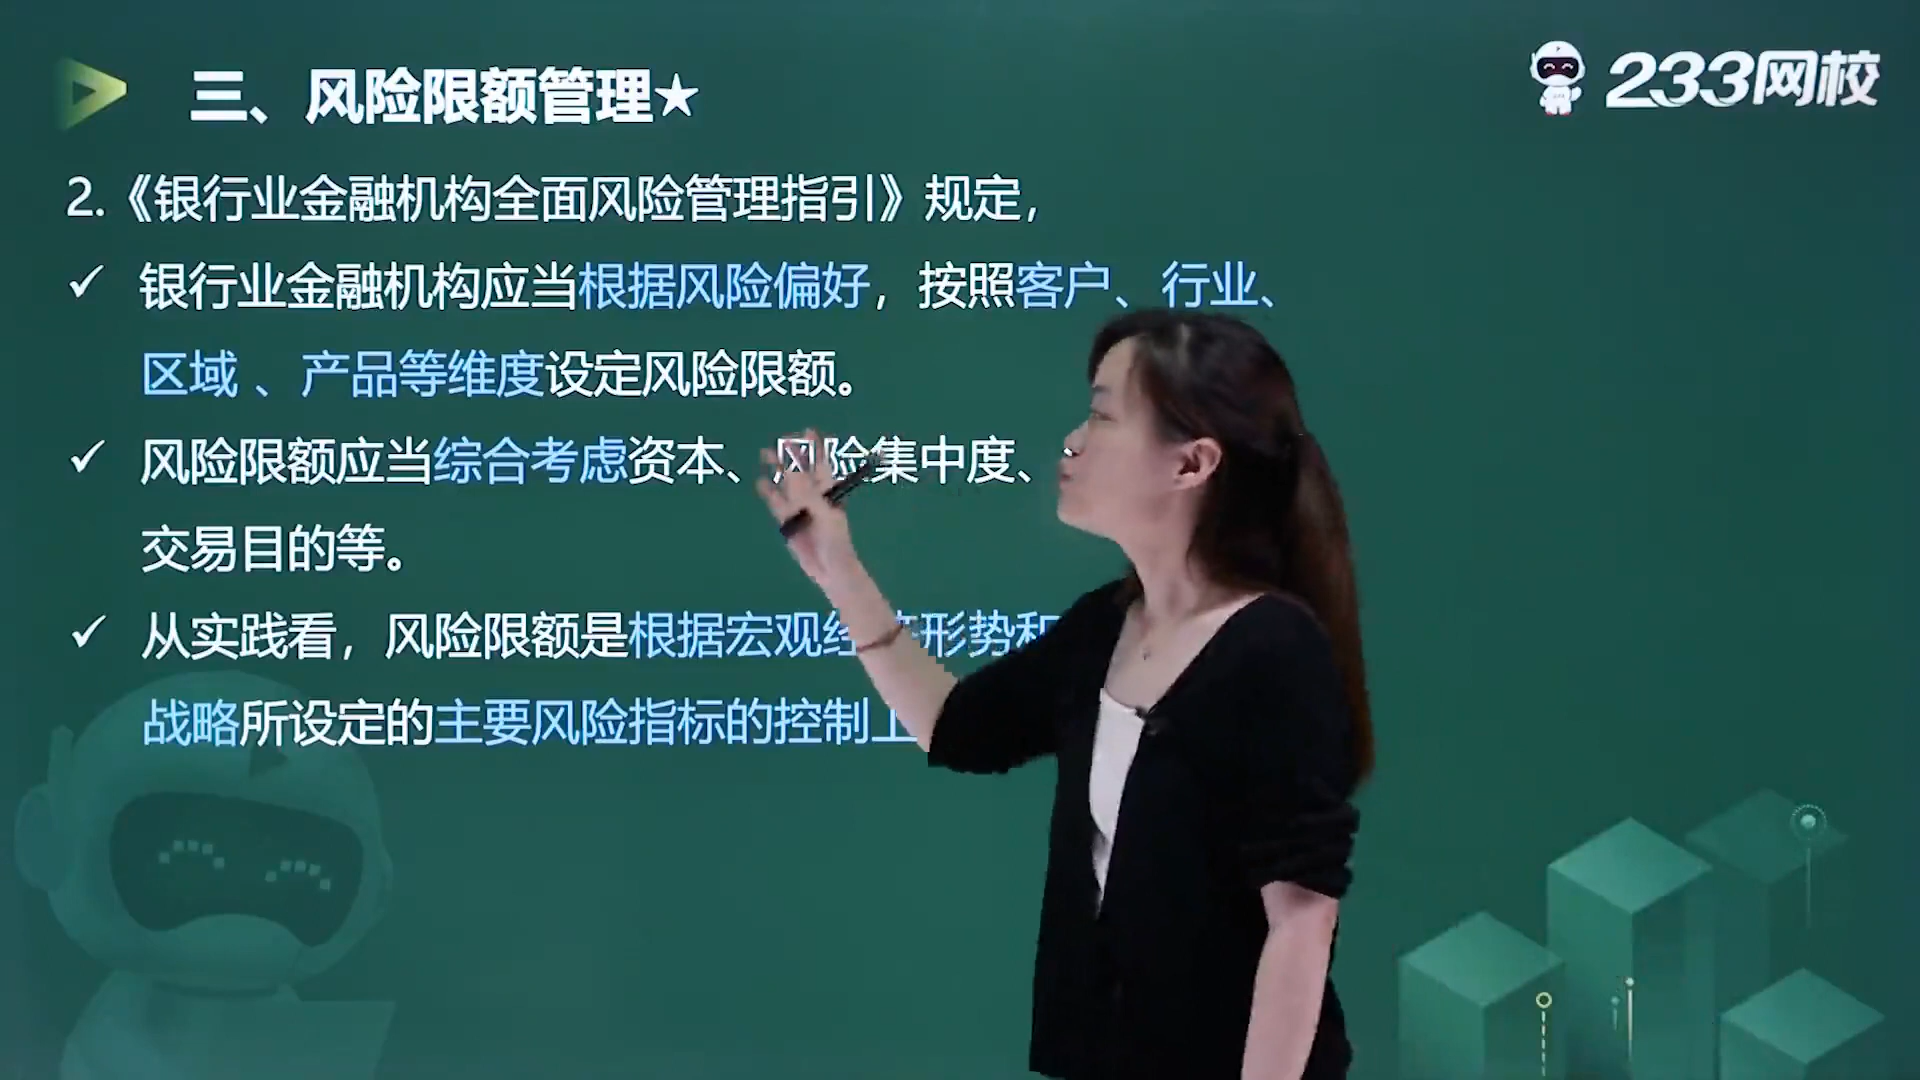 三、风险限额管理★
233网校
2.《银行业金融机构全面风险管理指引》规定，
✓ 银行业金融机构应当根据风险偏好，按照客户、行业、
区域 、产品等维度设定风险限额。
✓ 风险限额应当综合考虑资本、风险集中度、
交易目的等。
✓ 从实践看，风险限额是根据宏观经济形势和
战略所设定的主要风险指标的控制上